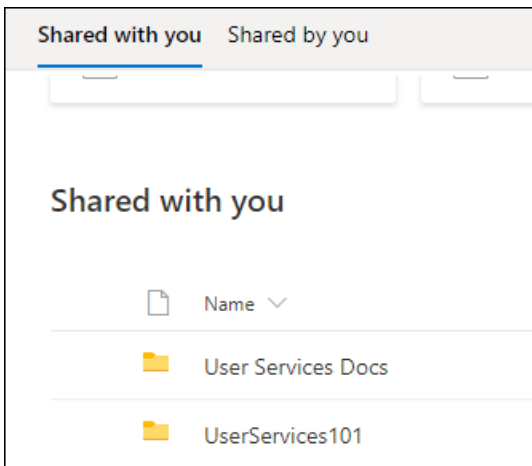 Shared with you Shared by you
Shared with you
Name
User Services Docs
UserServices101